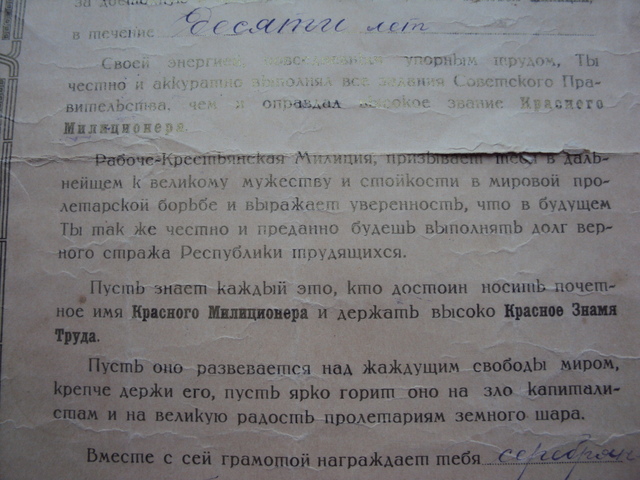 за
в течение Десяти лет
Своей энергией, повседневным упорным трудом, Ты
честно и аккуратно выполнял все задания Советского Пра-
вительства, чем и оправдал высокое звание Красного
Милиционера.
Рабоче-Крестьянская Милиция, призывает тебя в даль-
нейщем к великому мужеству и стойкости в мировой про-
летарской борьбе и выражает уверенность, что в будущем
Ты так же честно и преданно будешь выполнять долг вер-
ного стража Республики трудящихся.
Пусть знает каждый это, кто достоин носить почет-
ное имя Красного Милиционера и держать высоко Красное Знамя
Труда.
Пусть оно развевается над жаждущим свободы миром,
крепче держи его, пусть ярко горит оно на зло капитали-
стам и на великую радость пролетариям земного шара.
Вместе с сей грамотой награждает тебя серебрян